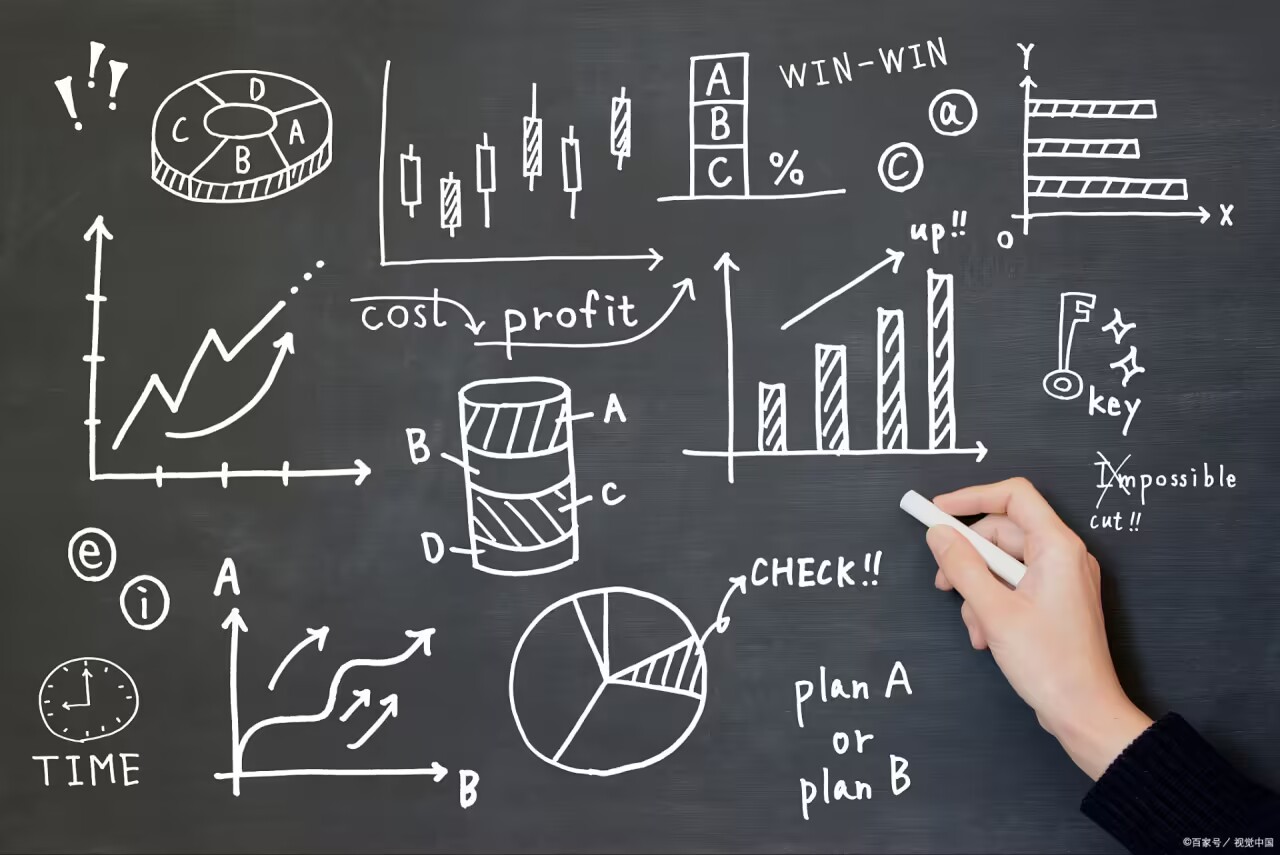 !!!
D
C
A
B
A
B
C
%
WIN-WIN
a
c
Y
O
X
cost
profit
up!!
key
Impossible
cut!!
A
B
C
D
e
i
A
B
TIME
CHECK!!
plan A
or
plan B
©百家号／视觉中国